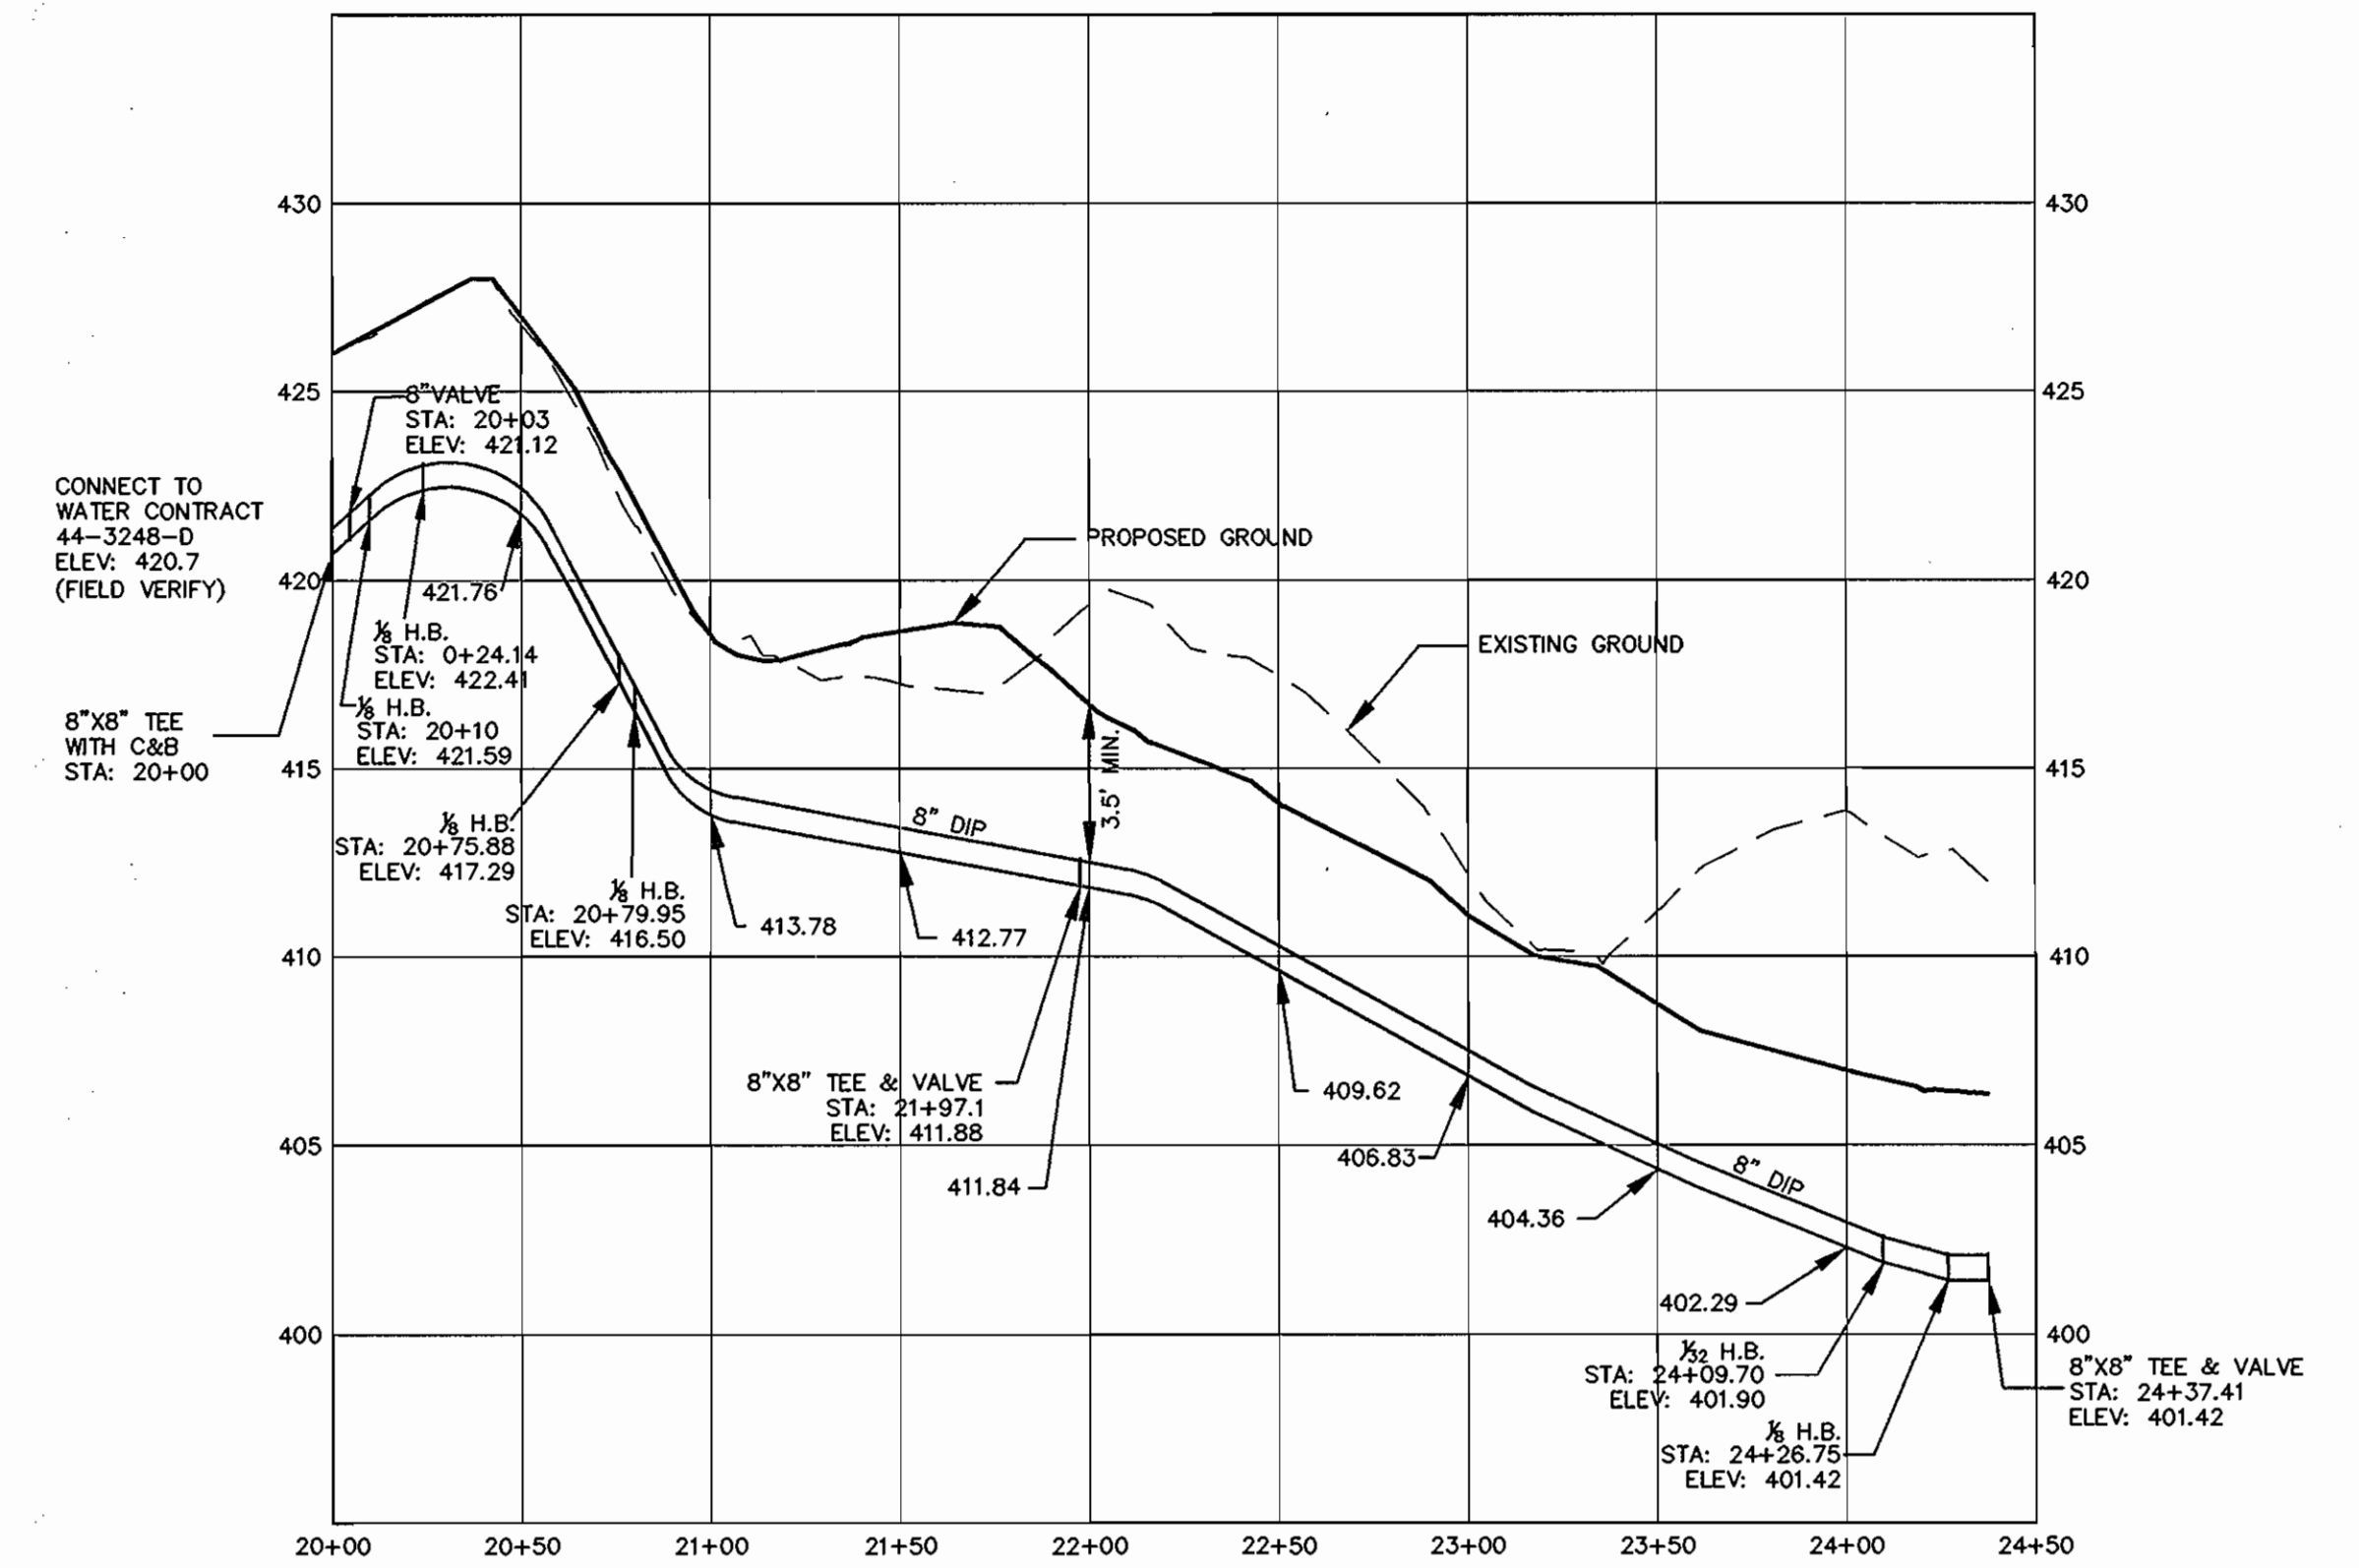 430
430
425
425
8"VALVE
STA: 20+03
ELEV: 421.12
CONNECT TO
WATER CONTRACT
44-3248-D
ELEV: 420.7
(FIELD VERIFY)
420
420
421.76
PROPOSED GROUND
EXISTING GROUND
1/8 H.B.
STA: 0+24.14
ELEV: 422.41
1/8 H.B.
STA: 20+10
ELEV: 421.59
8"X8" TEE
WITH C&B
STA: 20+00
415
415
3.5' MIN.
8" DIP
1/8 H.B.
STA: 20+75.88
ELEV: 417.29
1/8 H.B.
STA: 20+79.95
ELEV: 416.50
413.78
412.77
410
410
8"X8" TEE & VALVE
STA: 21+97.1
ELEV: 411.88
409.62
405
405
406.83
411.84
8" DIP
404.36
402.29
400
400
1/32 H.B.
STA: 24+09.70
ELEV: 401.90
8"X8" TEE & VALVE
STA: 24+37.41
ELEV: 401.42
1/8 H.B.
STA: 24+26.75
ELEV: 401.42
20+00 20+50 21+00 21+50 22+00 22+50 23+00 23+50 24+00 24+50